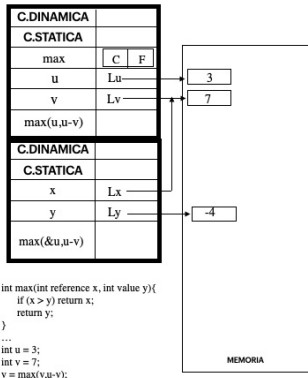 C.DINAMICA
C.STATICA
max C F
u Lu 3
v Lv 7
max(u,u-v)
C.DINAMICA
C.STATICA
x Lx
y Ly -4
max(&u,u-v)
int max(int reference x, int value y){
if (x > y) return x;
return y;
}
...
int u = 3;
int v = 7;
v = max(v,u-v);
MEMORIA